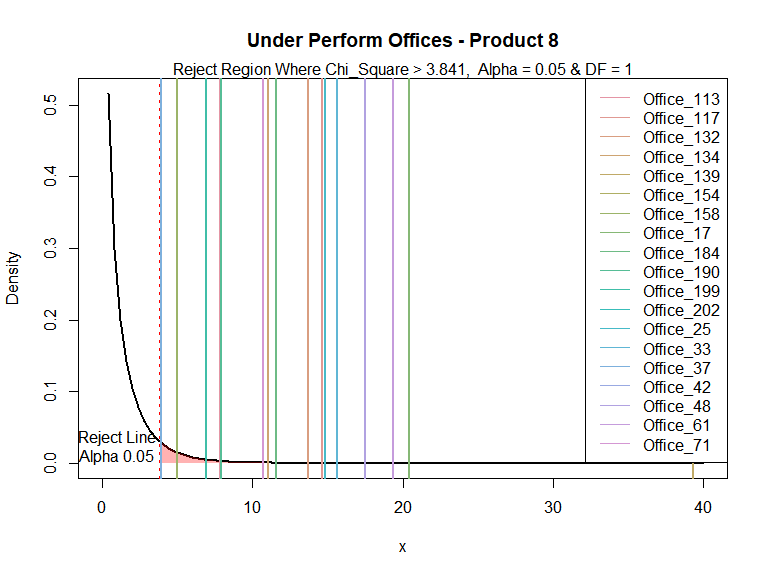 Under Perform Offices - Product 8
Reject Region Where Chi_Square > 3.841,  Alpha = 0.05 & DF = 1
Density
0.5
0.4
0.3
0.2
0.1
0.0
Reject Line
Alpha 0.05
Office_113
Office_117
Office_132
Office_134
Office_139
Office_154
Office_158
Office_17
Office_184
Office_190
Office_199
Office_202
Office_25
Office_33
Office_37
Office_42
Office_48
Office_61
Office_71
0
10
20
30
40
x